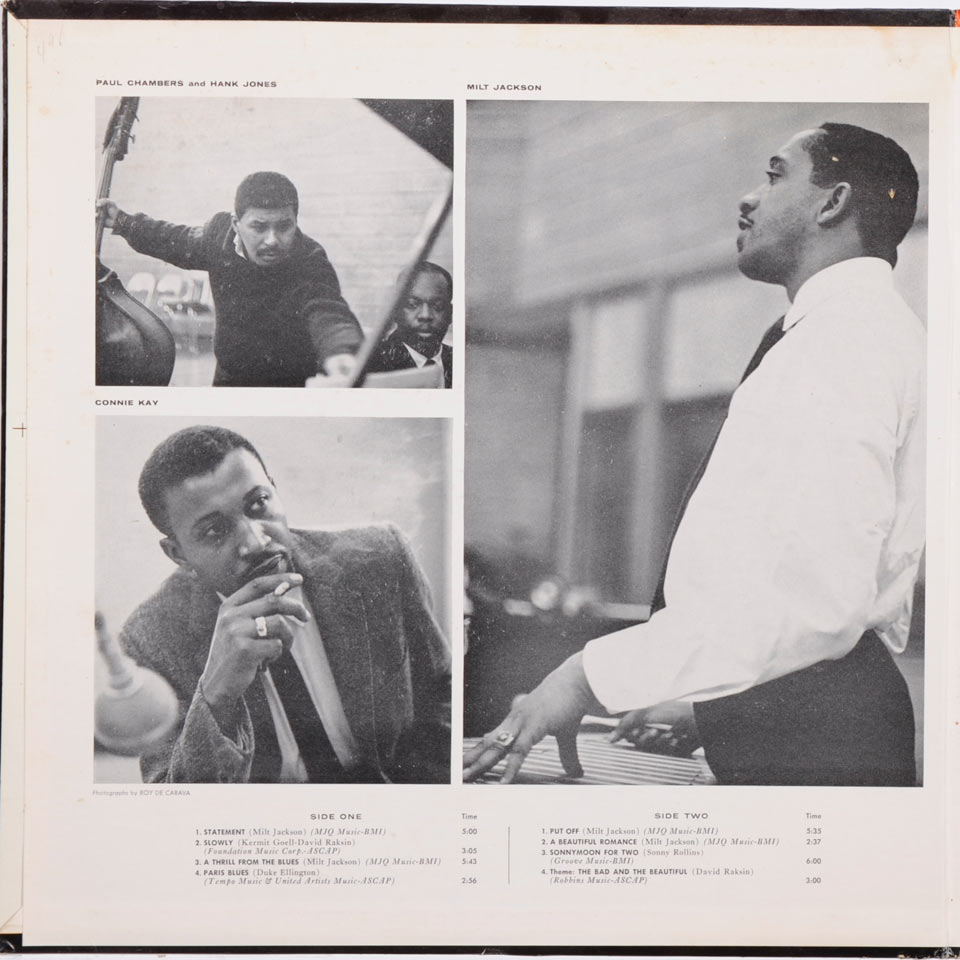 PAUL CHAMBERS and HANK JONES
MILT JACKSON
CONNIE KAY
Photographs by ROY DE CARAVA
SIDE ONE Time
1. STATEMENT (Milt Jackson) (MJQ Music-BMI) 5:00
2. SLOWLY (Kermit Goell-David Raksin)
(Foundation Music Corp.-ASCAP) 3:05
3. A THRILL FROM THE BLUES (Milt Jackson) (MJQ Music-BMI) 5:43
4. PARIS BLUES (Duke Ellington)
(Tempo Music & United Artists Music-ASCAP) 2:56
SIDE TWO Time
1. PUT OFF (Milt Jackson) (MJQ Music-BMI) 5:35
2. A BEAUTIFUL ROMANCE (Milt Jackson) (MJQ Music-BMI) 2:37
3. SONNYMOON FOR TWO (Sonny Rollins)
(Groove Music-BMI) 6:00
4. Theme: THE BAD AND THE BEAUTIFUL (David Raksin)
(Robbins Music-ASCAP) 3:00